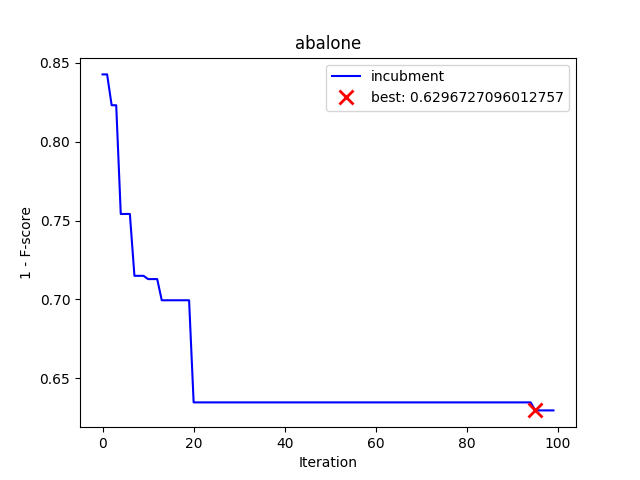 abalone
incubment
best: 0.6296727096012757
0.85
0.80
0.75
0.70
0.65
1 - F-score
0 20 40 60 80 100
Iteration